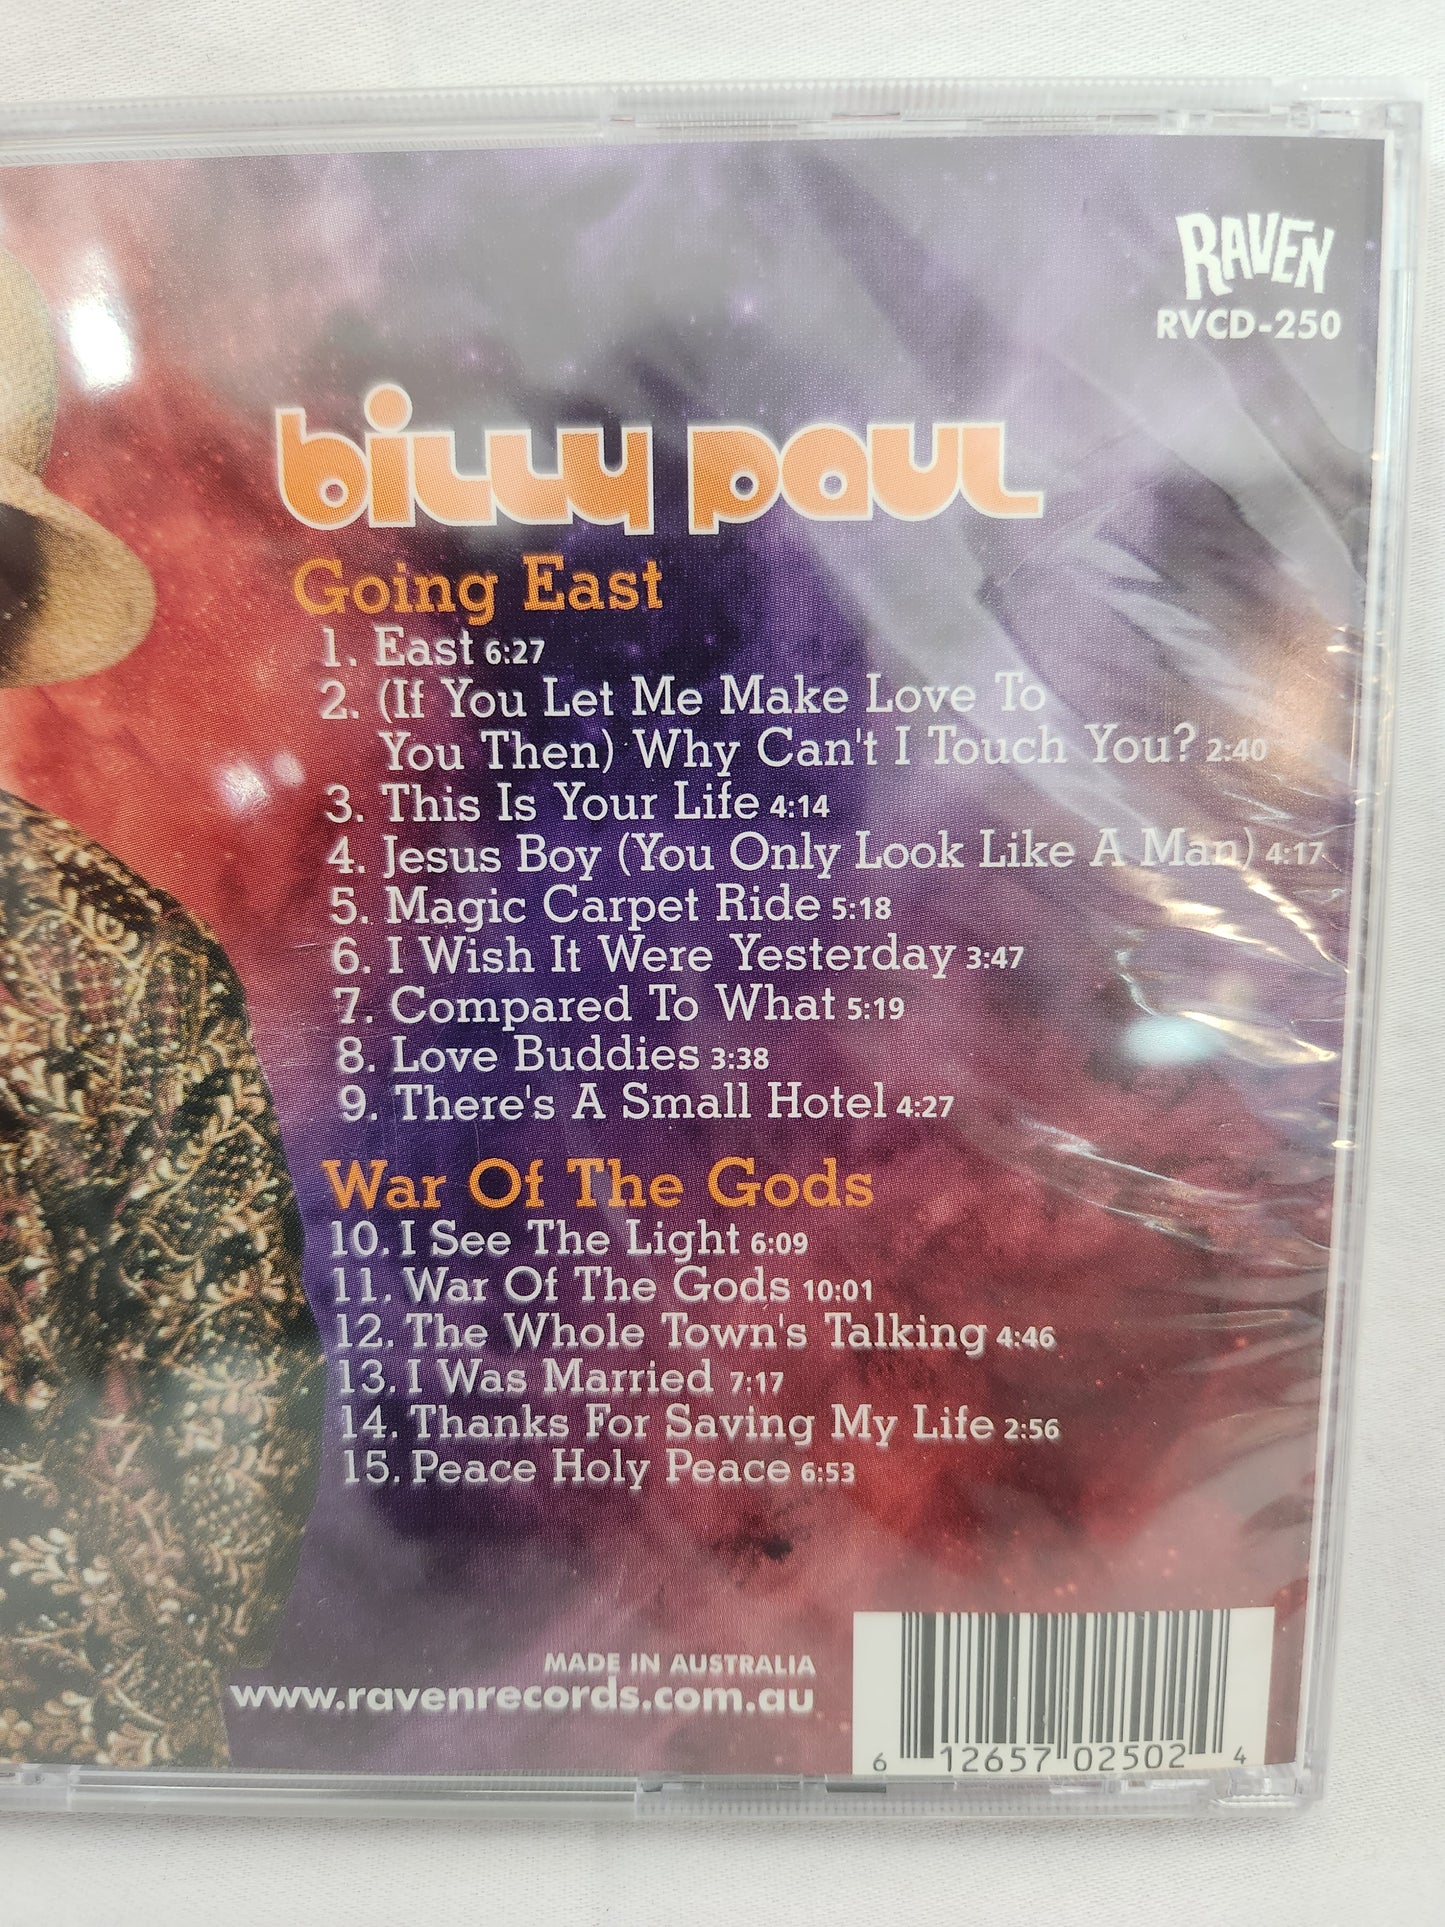 RAVEN
RVCD-250
billy paul
Going East
1. East 6:27
2. (If You Let Me Make Love To
You Then) Why Can't I Touch You? 2:40
3. This Is Your Life 4:14
4. Jesus Boy (You Only Look Like A Man) 4:17
5. Magic Carpet Ride 5:18
6. I Wish It Were Yesterday 3:47
7. Compared To What 5:19
8. Love Buddies 3:38
9. There's A Small Hotel 4:27
War Of The Gods
10. I See The Light 6:09
11. War Of The Gods 10:01
12. The Whole Town's Talking 4:46
13. I Was Married 7:17
14. Thanks For Saving My Life 2:56
15. Peace Holy Peace 6:53
MADE IN AUSTRALIA
www.ravenrecords.com.au
6 12657 02502 4